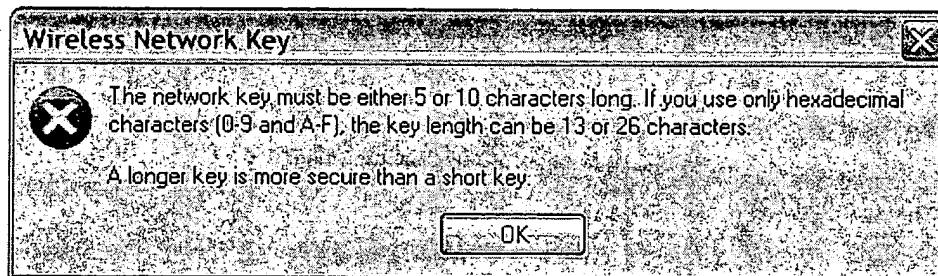 Wireless Network Key
The network key must be either 5 or 10 characters long. If you use only hexadecimal
characters (0-9 and A-F), the key length can be 13 or 26 characters.
A longer key is more secure than a short key.
OK